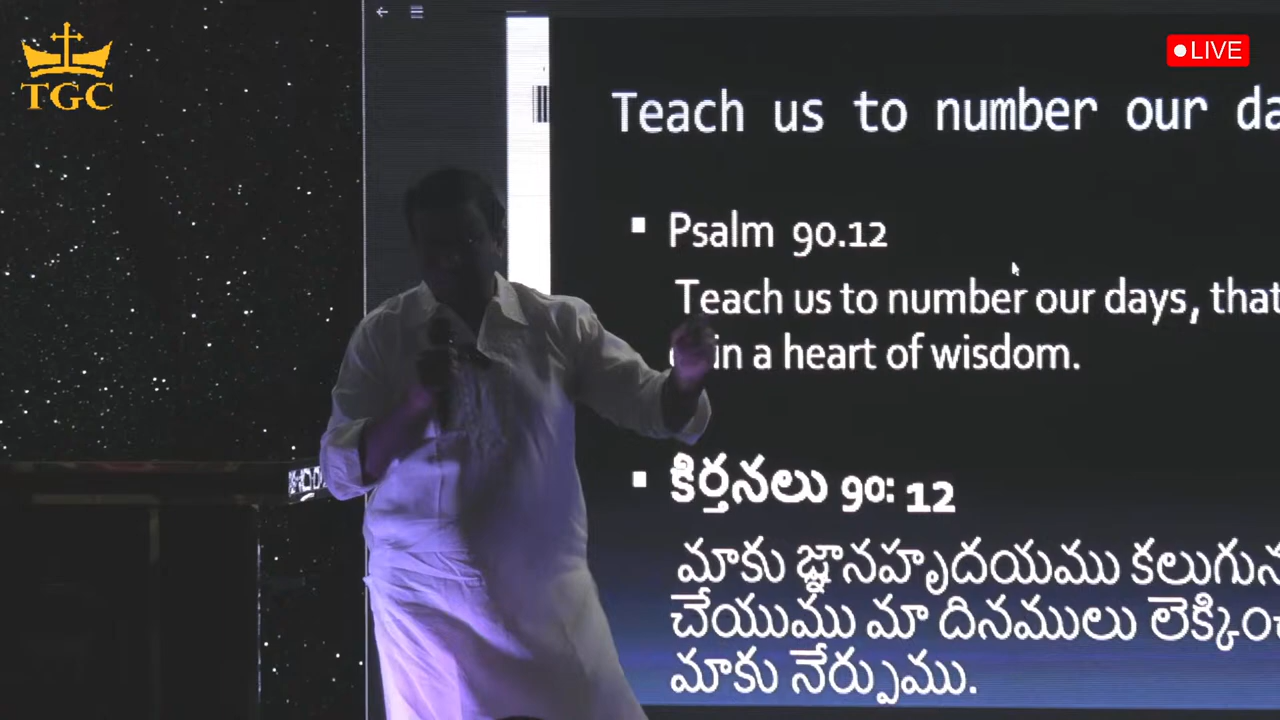 TGC
LIVE
Teach us to number our da
Psalm 90.12
Teach us to number our days, that
in a heart of wisdom.
కీర్తనలు 90: 12
మాకు జ్ఞానహృదయము కలుగున
చేయుము మా దినములు లెక్కించ
మాకు నేర్పుము.